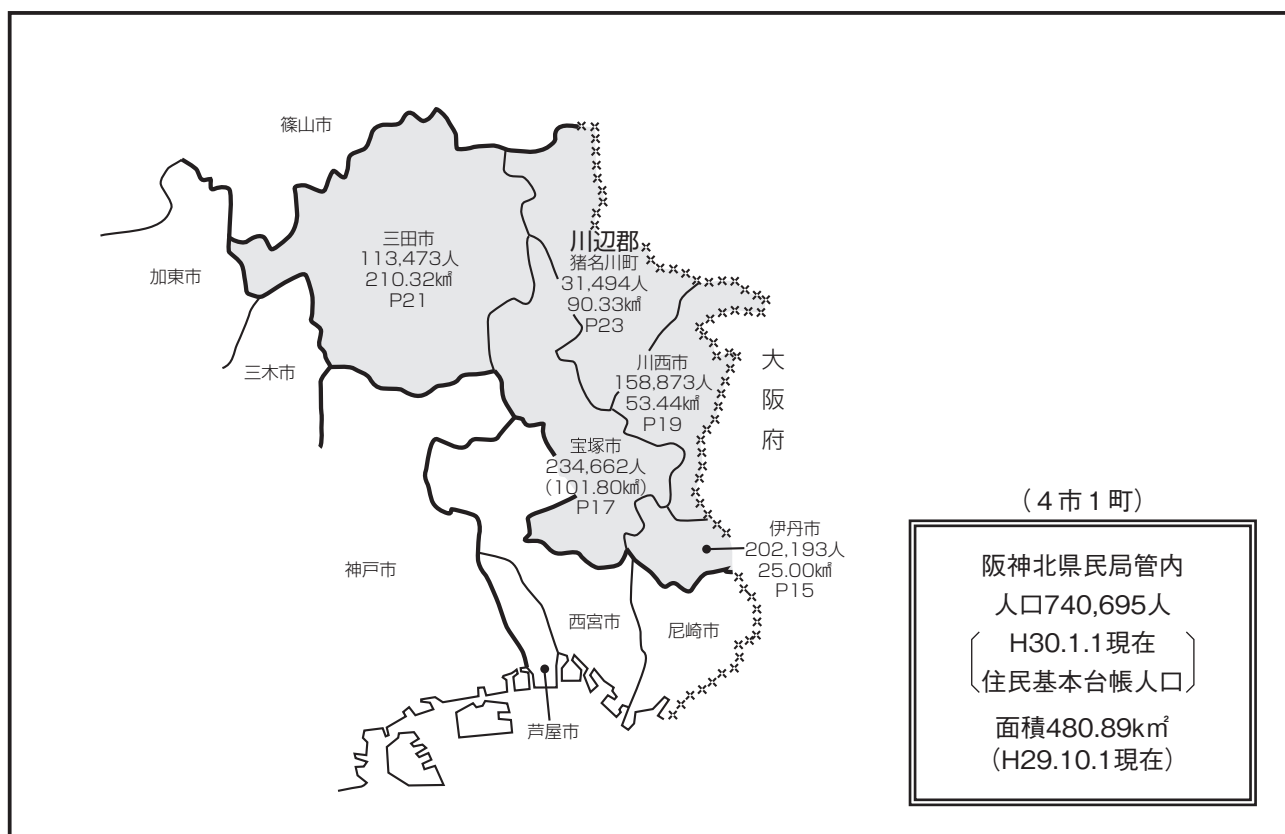 篠山市
加東市
三木市
三田市
113,473人
210.32㎢
P21
川辺郡
猪名川町
31,494人
90.33㎢
P23
川西市
158,873人
53.44㎢
P19
大
阪
府
宝塚市
234,662人
(101.80㎢)
P17
伊丹市
202,193人
25.00㎢
P15
神戸市
西宮市
尼崎市
芦屋市
(4市1町)
阪神北県民局管内
人口740,695人
H30.1.1現在
住民基本台帳人口
面積480.89k㎡
(H29.10.1現在)